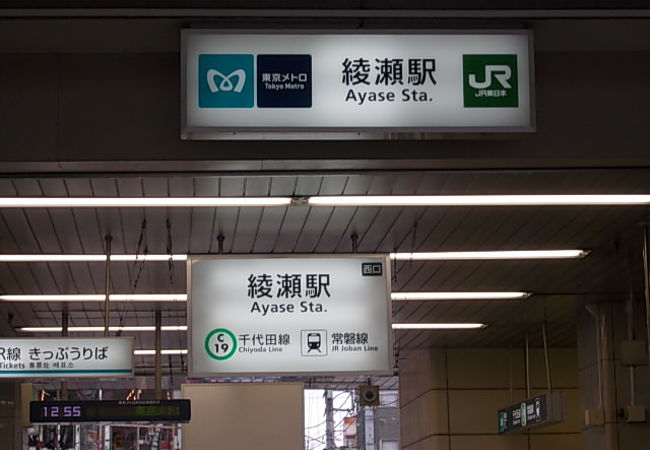 東京メトロ
Tokyo Metro
綾瀬駅
Ayase Sta.
JR
JR東日本
西口
綾瀬駅
Ayase Sta.
C
19
千代田線
Chiyoda Line
常磐線
JR Joban Line
R線 きっぷうりば
Tickets
12:55